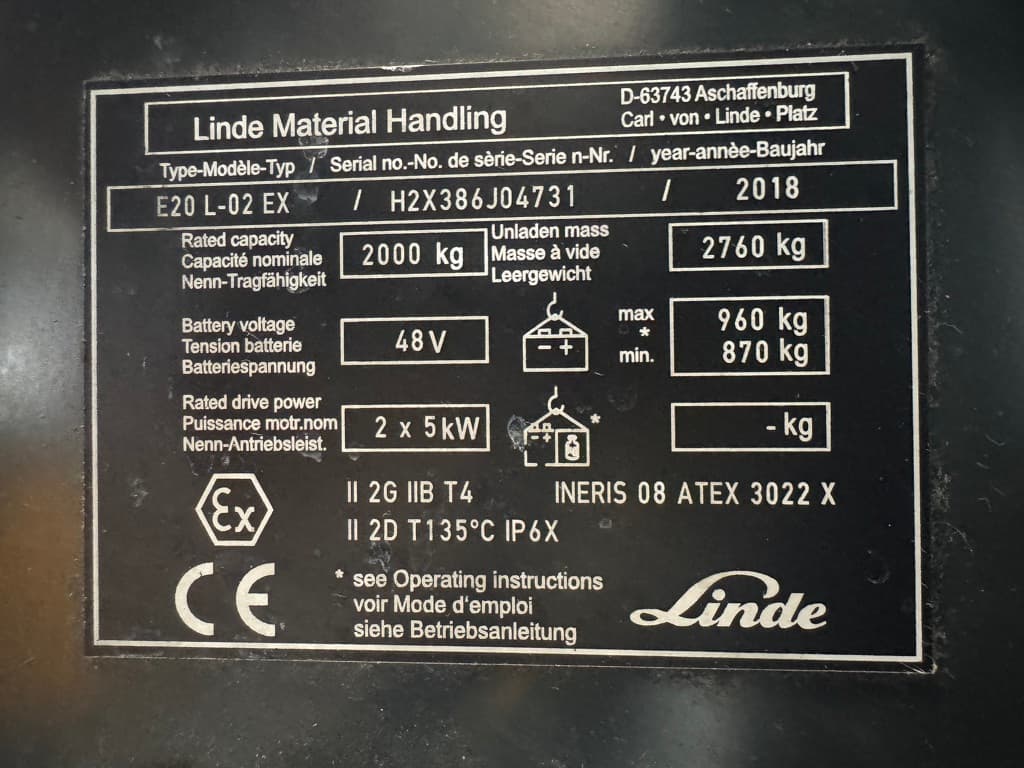 Linde Material Handling
D-63743 Aschaffenburg
Carl • von • Linde • Platz
Type-Modèle-Typ / Serial no.-No. de sèrie-Serie n-Nr. / year-annèe-Baujahr
E20 L-02 EX / H2X386J04731 / 2018
Rated capacity
Capacité nominale
Nenn-Tragfähigkeit
2000 kg
Unladen mass
Masse à vide
Leergewicht
2760 kg
Battery voltage
Tension batterie
Batteriespannung
48V
- +
max
*
min.
960 kg
870 kg
Rated drive power
Puissance motr.nom
Nenn-Antriebsleist.
2 x 5kW
- + kg
*
- kg
Ex
II 2G IIB T4
INERIS 08 ATEX 3022 X
II 2D T135°C IP6X
CE
* see Operating instructions
voir Mode d'emploi
siehe Betriebsanleitung
Linde